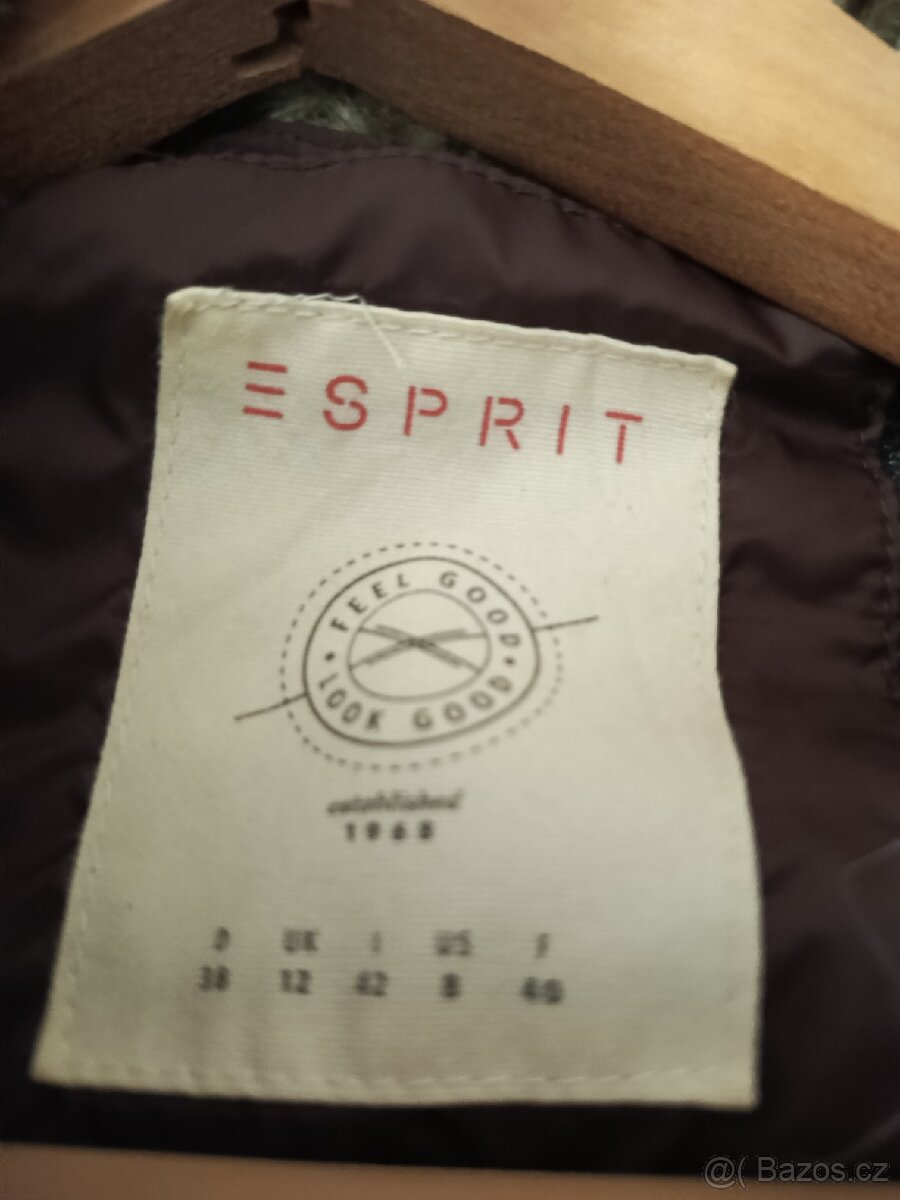 ESPRIT
FEEL GOOD
LOOK GOOD
established
1968
D UK I US F
38 12 42 8 40
@( Bazos.cz